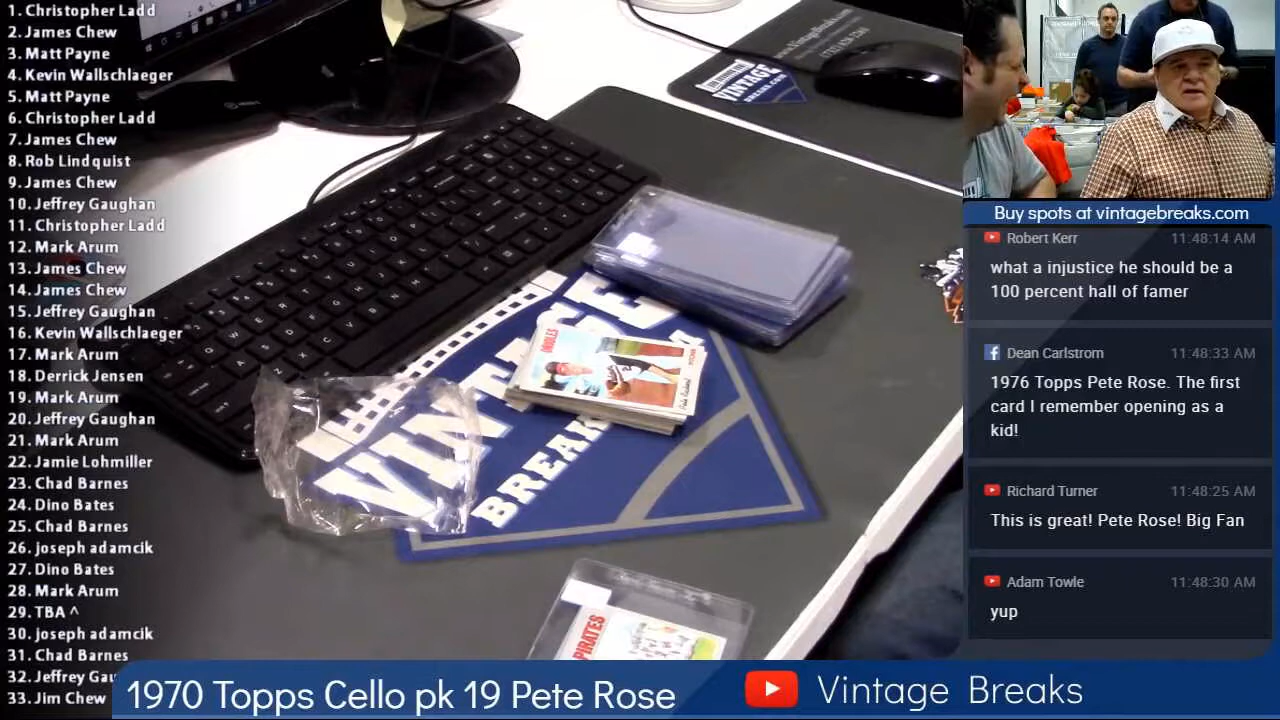 1. Christopher Ladd
2. James Chew
3. Matt Payne
4. Kevin Wallschlaeger
5. Matt Payne
6. Christopher Ladd
7. James Chew
8. Rob Lindquist
9. James Chew
10. Jeffrey Gaughan
11. Christopher Ladd
12. Mark Arum
13. James Chew
14. James Chew
15. Jeffrey Gaughan
16. Kevin Wallschlaeger
17. Mark Arum
18. Derrick Jensen
19. Mark Arum
20. Jeffrey Gaughan
21. Mark Arum
22. Jamie Lohmiller
23. Chad Barnes
24. Dino Bates
25. Chad Barnes
26. joseph adamcik
27. Dino Bates
28. Mark Arum
29. TBA ^
30. joseph adamcik
31. Chad Barnes
32. Jeffrey Gau
33. Jim Chew
VINTAGE
BREAKS.COM
VINTAGE
BREAK
ORIOLES
PIRATES
Buy spots at vintagebreaks.com
Robert Kerr 11:48:14 AM
what a injustice he should be a
100 percent hall of famer
Dean Carlstrom 11:48:33 AM
1976 Topps Pete Rose. The first
card I remember opening as a
kid!
Richard Turner 11:48:25 AM
This is great! Pete Rose! Big Fan
Adam Towle 11:48:30 AM
yup
1970 Topps Cello pk 19 Pete Rose
Vintage Breaks